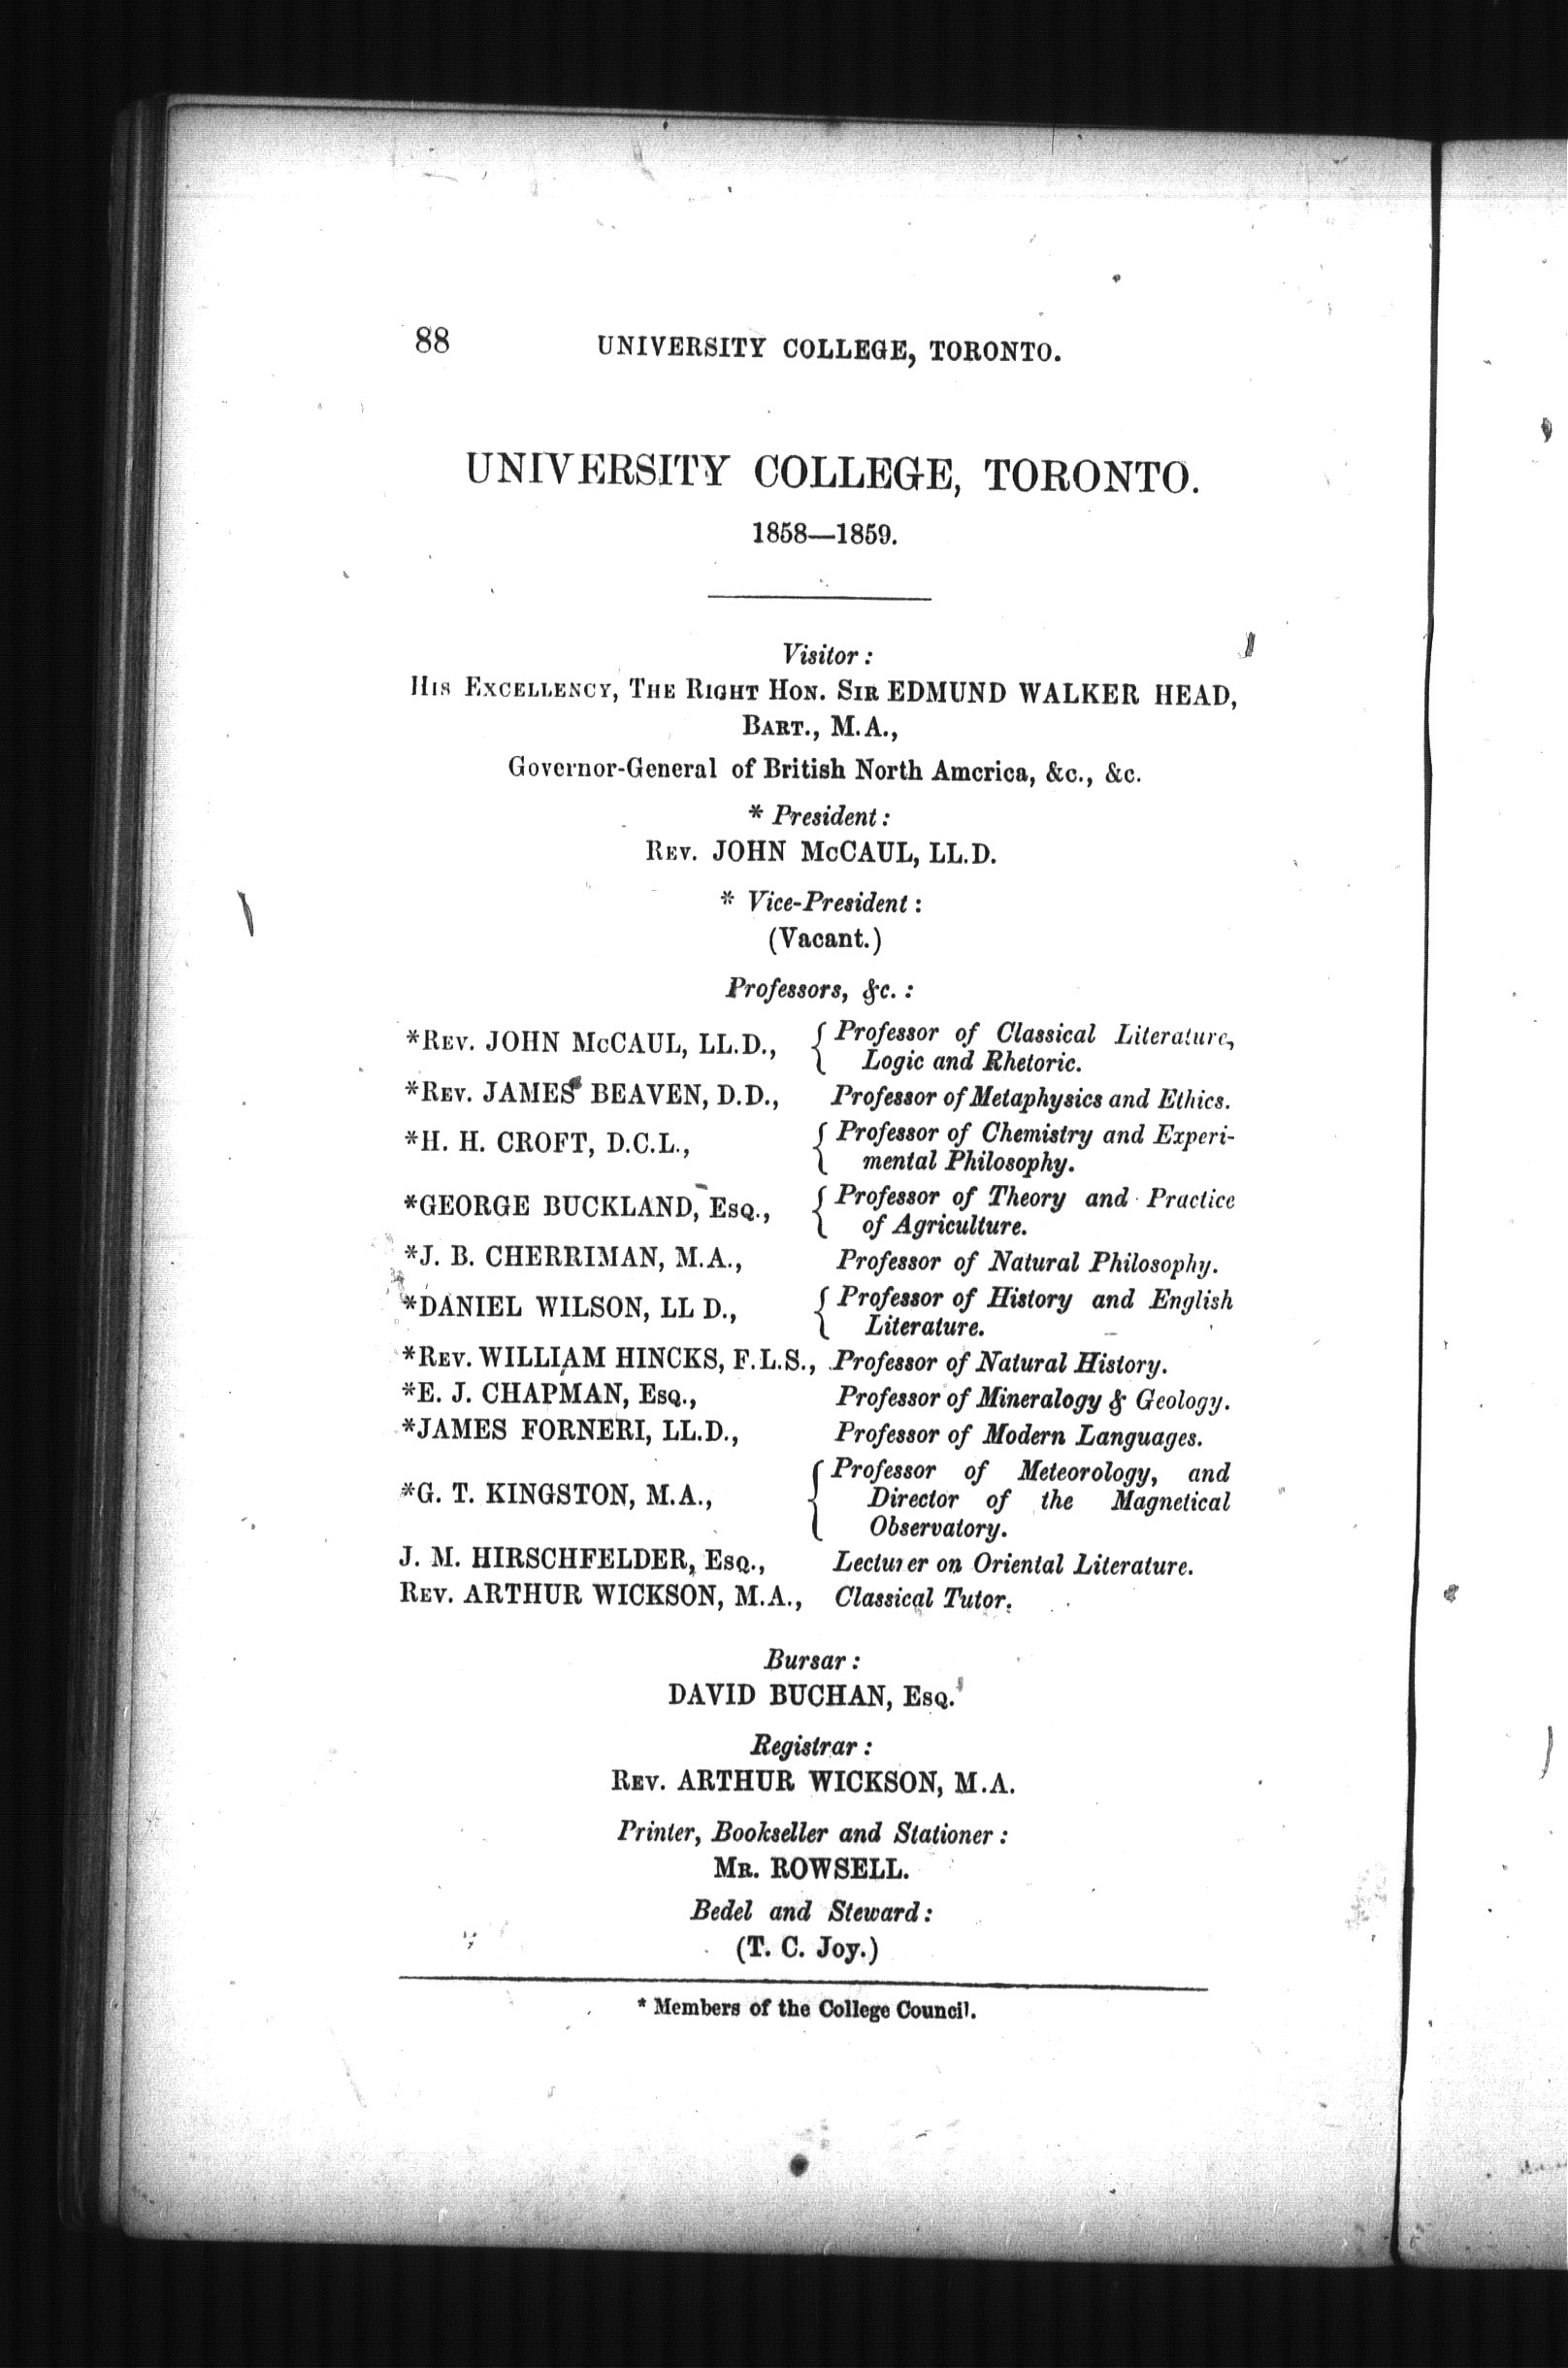 88 UNIVERSITY COLLEGE, TORONTO.
UNIVERSITY COLLEGE, TORONTO.
1858—1859.
Visitor:
HIS EXCELLENCY, THE RIGHT HON. SIR EDMUND WALKER HEAD,
BART., M.A.,
Governor-General of British North America, &c., &c.
* President:
REV. JOHN McCAUL, LL.D.
* Vice-President:
(Vacant.)
Professors, &c.:
*REV. JOHN McCAUL, LL.D., { Professor of Classical Literature,
Logic and Rhetoric.
*REV. JAMES BEAVEN, D.D., Professor of Metaphysics and Ethics.
*H. H. CROFT, D.C.L., { Professor of Chemistry and Experi-
mental Philosophy.
*GEORGE BUCKLAND, ESQ., { Professor of Theory and Practice
of Agriculture.
*J. B. CHERRIMAN, M.A., Professor of Natural Philosophy.
*DANIEL WILSON, LL D., { Professor of History and English
Literature.
*REV. WILLIAM HINCKS, F.L.S., Professor of Natural History.
*E. J. CHAPMAN, ESQ., Professor of Mineralogy & Geology.
*JAMES FORNERI, LL.D., Professor of Modern Languages.
*G. T. KINGSTON, M.A., { Professor of Meteorology, and
Director of the Magnetical
Observatory.
J. M. HIRSCHFELDER, ESQ., Lecturer on Oriental Literature.
REV. ARTHUR WICKSON, M.A., Classical Tutor.
Bursar:
DAVID BUCHAN, ESQ.
Registrar:
REV. ARTHUR WICKSON, M.A.
Printer, Bookseller and Stationer:
MR. ROWSELL.
Bedel and Steward:
(T. C. Joy.)
* Members of the College Council.